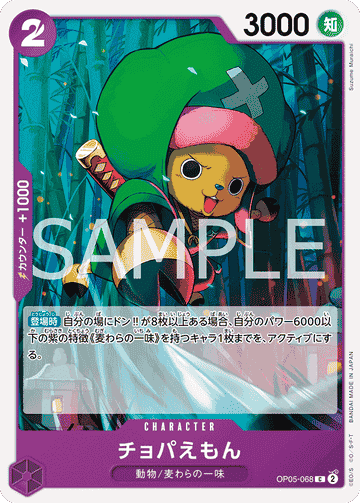 2
3000
知
Suzume Muraichi
カウンター +1000
SAMPLE
登場時 自分の場にドン!!が8枚以上ある場合、自分のパワー6000以
下の紫の特徴《麦わらの一味》を持つキャラ1枚までを、アクティブにす
る。
CHARACTER
チョパえもん
動物/麦わらの一味
OP05-068 C 2
BANDAI MADE IN JAPAN